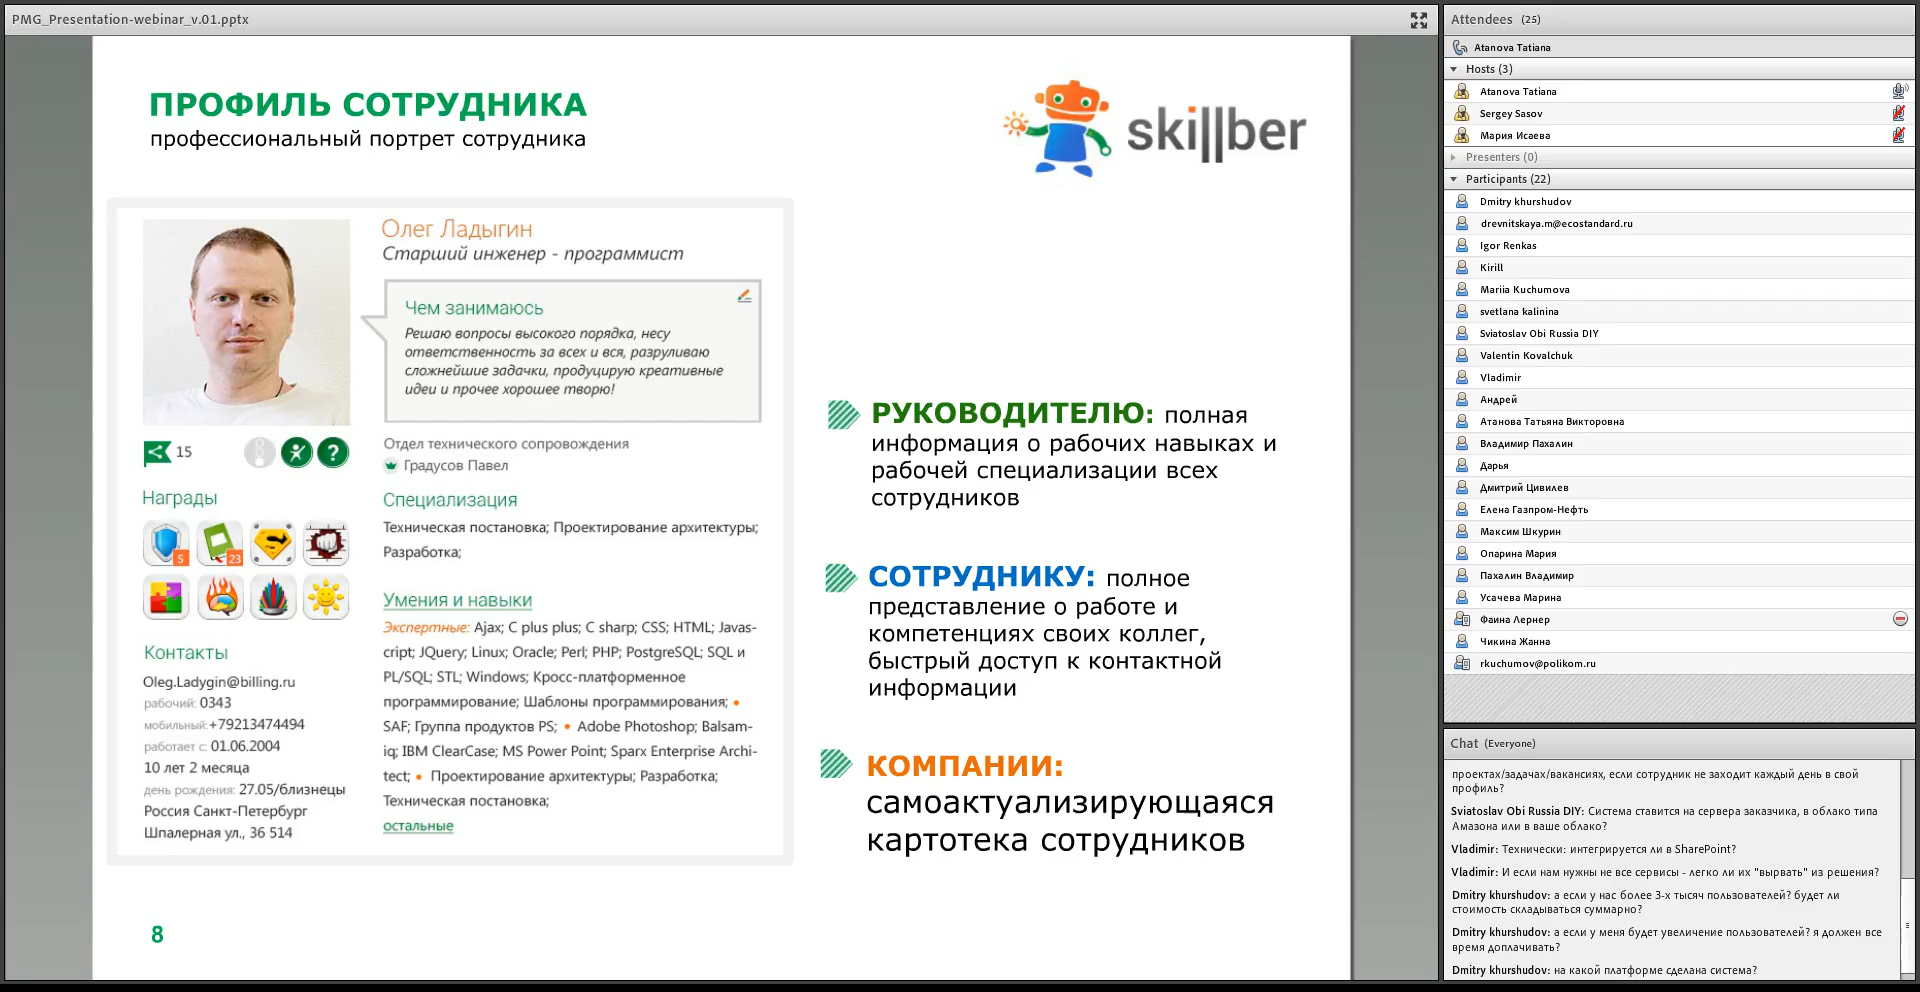 PMG_Presentation-webinar_v.01.pptx
ПРОФИЛЬ СОТРУДНИКА
профессиональный портрет сотрудника
skillber
Олег Ладыгин
Старший инженер - программист
Чем занимаюсь
Решаю вопросы высокого порядка, несу
ответственность за всех и вся, разруливаю
сложнейшие задачки, продуцирую креативные
идеи и прочее хорошее творю!
15
?
Отдел технического сопровождения
Градусов Павел
Награды
5
23
Контакты
Oleg.Ladygin@billing.ru
рабочий: 0343
мобильный:+79213474494
работает с: 01.06.2004
10 лет 2 месяца
день рождения: 27.05/близнецы
Россия Санкт-Петербург
Шпалерная ул., 36 514
Специализация
Техническая постановка; Проектирование архитектуры;
Разработка;
Умения и навыки
Экспертные: Ajax; C plus plus; C sharp; CSS; HTML; Javas-
cript; JQuery; Linux; Oracle; Perl; PHP; PostgreSQL; SQL и
PL/SQL; STL; Windows; Кросс-платформенное
программирование; Шаблоны программирования; •
SAF; Группа продуктов PS; • Adobe Photoshop; Balsam-
iq; IBM ClearCase; MS Power Point; Sparx Enterprise Archi-
tect; • Проектирование архитектуры; Разработка;
Техническая постановка;
остальные
РУКОВОДИТЕЛЮ: полная
информация о рабочих навыках и
рабочей специализации всех
сотрудников
СОТРУДНИКУ: полное
представление о работе и
компетенциях своих коллег,
быстрый доступ к контактной
информации
КОМПАНИИ:
самоактуализирующаяся
картотека сотрудников
8
Attendees (25)
Atanova Tatiana
Hosts (3)
Atanova Tatiana
Sergey Sasov
Мария Исаева
Presenters (0)
Participants (22)
Dmitry khurshudov
drevnitskaya.m@ecostandard.ru
Igor Renkas
Kirill
Mariia Kuchumova
svetlana kalinina
Sviatoslav Obi Russia DIY
Valentin Kovalchuk
Vladimir
Андрей
Атанова Татьяна Викторовна
Владимир Пахалин
Дарья
Дмитрий Цивилев
Елена Газпром-Нефть
Максим Шкурин
Опарина Мария
Пахалин Владимир
Усачева Марина
Фаина Лернер
Чикина Жанна
rkuchumov@polikom.ru
Chat (Everyone)
проектах/задачах/вакансиях, если сотрудник не заходит каждый день в свой
профиль?
Sviatoslav Obi Russia DIY: Система ставится на сервера заказчика, в облако типа
Амазона или в ваше облако?
Vladimir: Технически: интегрируется ли в SharePoint?
Vladimir: И если нам нужны не все сервисы - легко ли их "вырвать" из решения?
Dmitry khurshudov: а если у нас более 3-х тысяч пользователей? будет ли
стоимость складываться суммарно?
Dmitry khurshudov: а если у меня будет увеличение пользователей? я должен все
время доплачивать?
Dmitry khurshudov: на какой платформе сделана система?